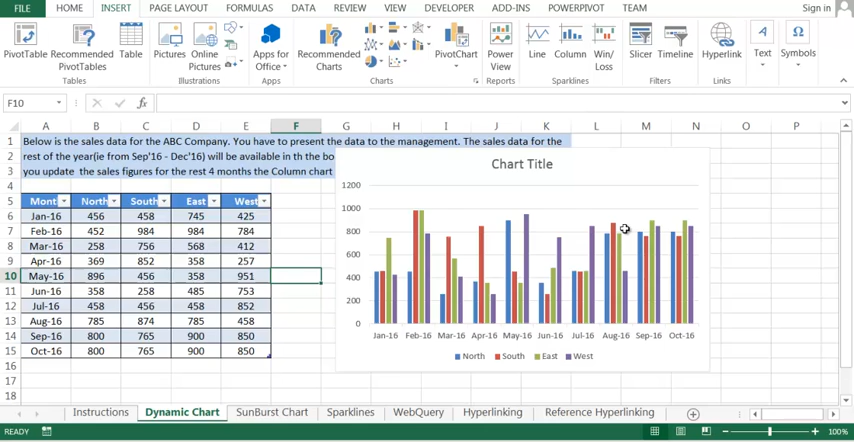 FILE HOME INSERT PAGE LAYOUT FORMULAS DATA REVIEW VIEW DEVELOPER ADD-INS POWERPIVOT TEAM Sign in
PivotTable Recommended PivotTables Table Pictures Online Pictures Apps for Office Recommended Charts PivotChart Power View Line Column Win/Loss Slicer Timeline Hyperlink Text Symbols
Tables Illustrations Apps Charts Reports Sparklines Filters Links
F10 fx
A B C D E F G H I J K L M N O P
1 Below is the sales data for the ABC Company. You have to present the data to the management. The sales data for the
2 rest of the year(ie from Sep'16 - Dec'16) will be available in th the bo
3 you update the sales figures for the rest 4 months the Column chart
4
5 Mont North South East West
6 Jan-16 456 458 745 425
7 Feb-16 452 984 984 784
8 Mar-16 258 756 568 412
9 Apr-16 369 852 358 257
10 May-16 896 456 358 951
11 Jun-16 358 258 485 753
12 Jul-16 458 456 458 852
13 Aug-16 785 874 785 458
14 Sep-16 800 765 900 850
15 Oct-16 800 765 900 850
16
17
18
Chart Title
1200
1000
800
600
400
200
0
Jan-16 Feb-16 Mar-16 Apr-16 May-16 Jun-16 Jul-16 Aug-16 Sep-16 Oct-16
North South East West
Instructions Dynamic Chart SunBurst Chart Sparklines WebQuery Hyperlinking Reference Hyperlinking
READY 100%